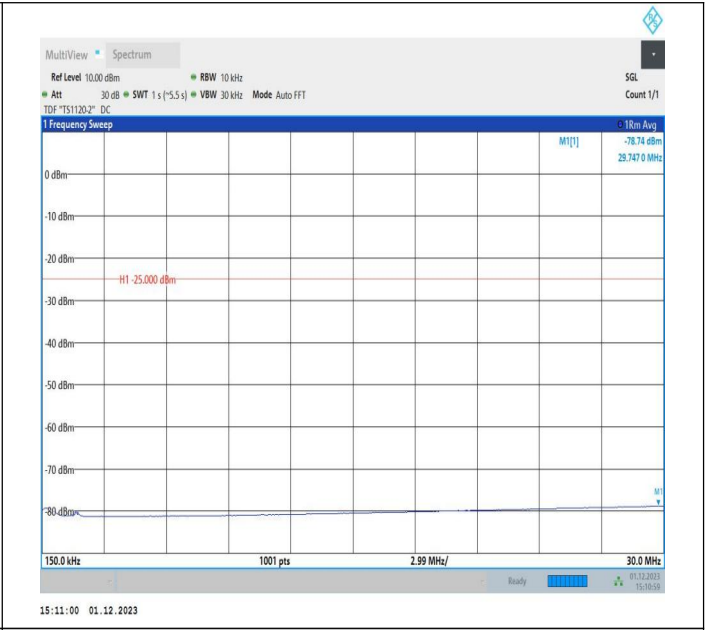 MultiView Spectrum
Ref Level 10.00 dBm RBW 10 kHz SGL
Att 30 dB SWT 1 s (~5.5 s) VBW 30 kHz Mode Auto FFT Count 1/1
TDF "TS1120-2" DC
1 Frequency Sweep 1Rm Avg
M1[1] -78.74 dBm
29.747 0 MHz
0 dBm
-10 dBm
-20 dBm
H1 -25.000 dBm
-30 dBm
-40 dBm
-50 dBm
-60 dBm
-70 dBm
M1
-80 dBm
150.0 kHz 1001 pts 2.99 MHz/ 30.0 MHz
Ready 01.12.2023
15:10:59
15:11:00 01.12.2023